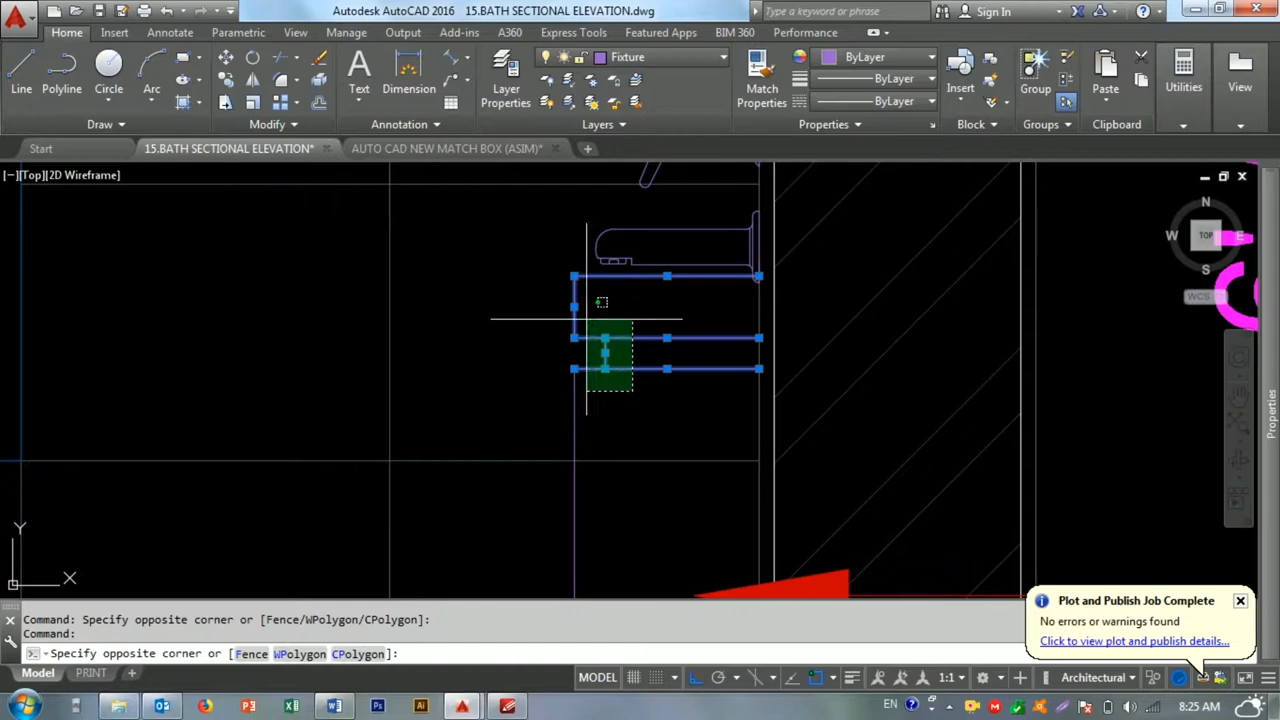 Autodesk AutoCAD 2016 15.BATH SECTIONAL ELEVATION.dwg
Type a keyword or phrase
Sign In
Home Insert Annotate Parametric View Manage Output Add-ins A360 Express Tools Featured Apps BIM 360 Performance
Fixture
ByLayer
ByLayer
ByLayer
Line Polyline Circle Arc
Text Dimension
Layer
Properties
Match
Properties
Insert
Group
Paste
Utilities
View
Draw Modify Annotation Layers Properties Block Groups Clipboard
Start 15.BATH SECTIONAL ELEVATION* AUTO CAD NEW MATCH BOX (ASIM)*
[−][Top][2D Wireframe]
N
W TOP E
S
WCS
Properties
Y
X
Plot and Publish Job Complete
No errors or warnings found
Click to view plot and publish details...
Command: Specify opposite corner or [Fence/WPolygon/CPolygon]:
Command:
Specify opposite corner or [Fence WPolygon CPolygon]:
Model PRINT
MODEL 1:1 Architectural
EN 8:25 AM